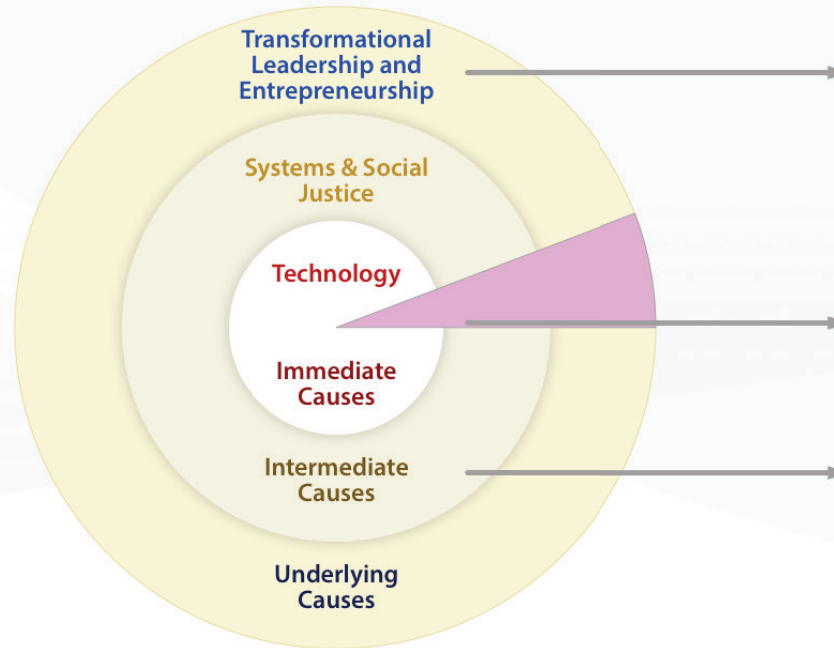 Transformational
Leadership and
Entrepreneurship
Systems & Social
Justice
Technology
Immediate
Causes
Intermediate
Causes
Underlying
Causes